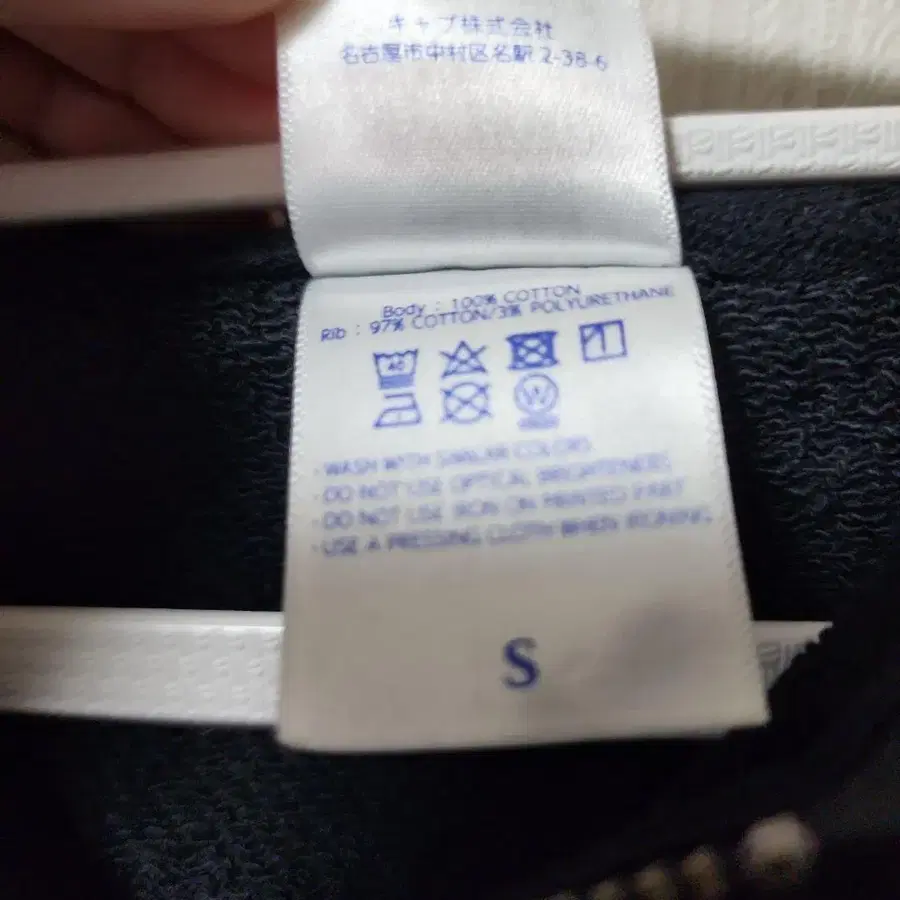 キャブ株式会社
名古屋市中村区名駅 2-38-6
Body : 100% COTTON
Rib : 97% COTTON/3% POLYURETHANE
40
W
· WASH WITH SIMILAR COLORS
· DO NOT USE OPTICAL BRIGHTENERS
· DO NOT USE IRON ON PRINTED PART
· USE A PRESSING CLOTH WHEN IRONING
S